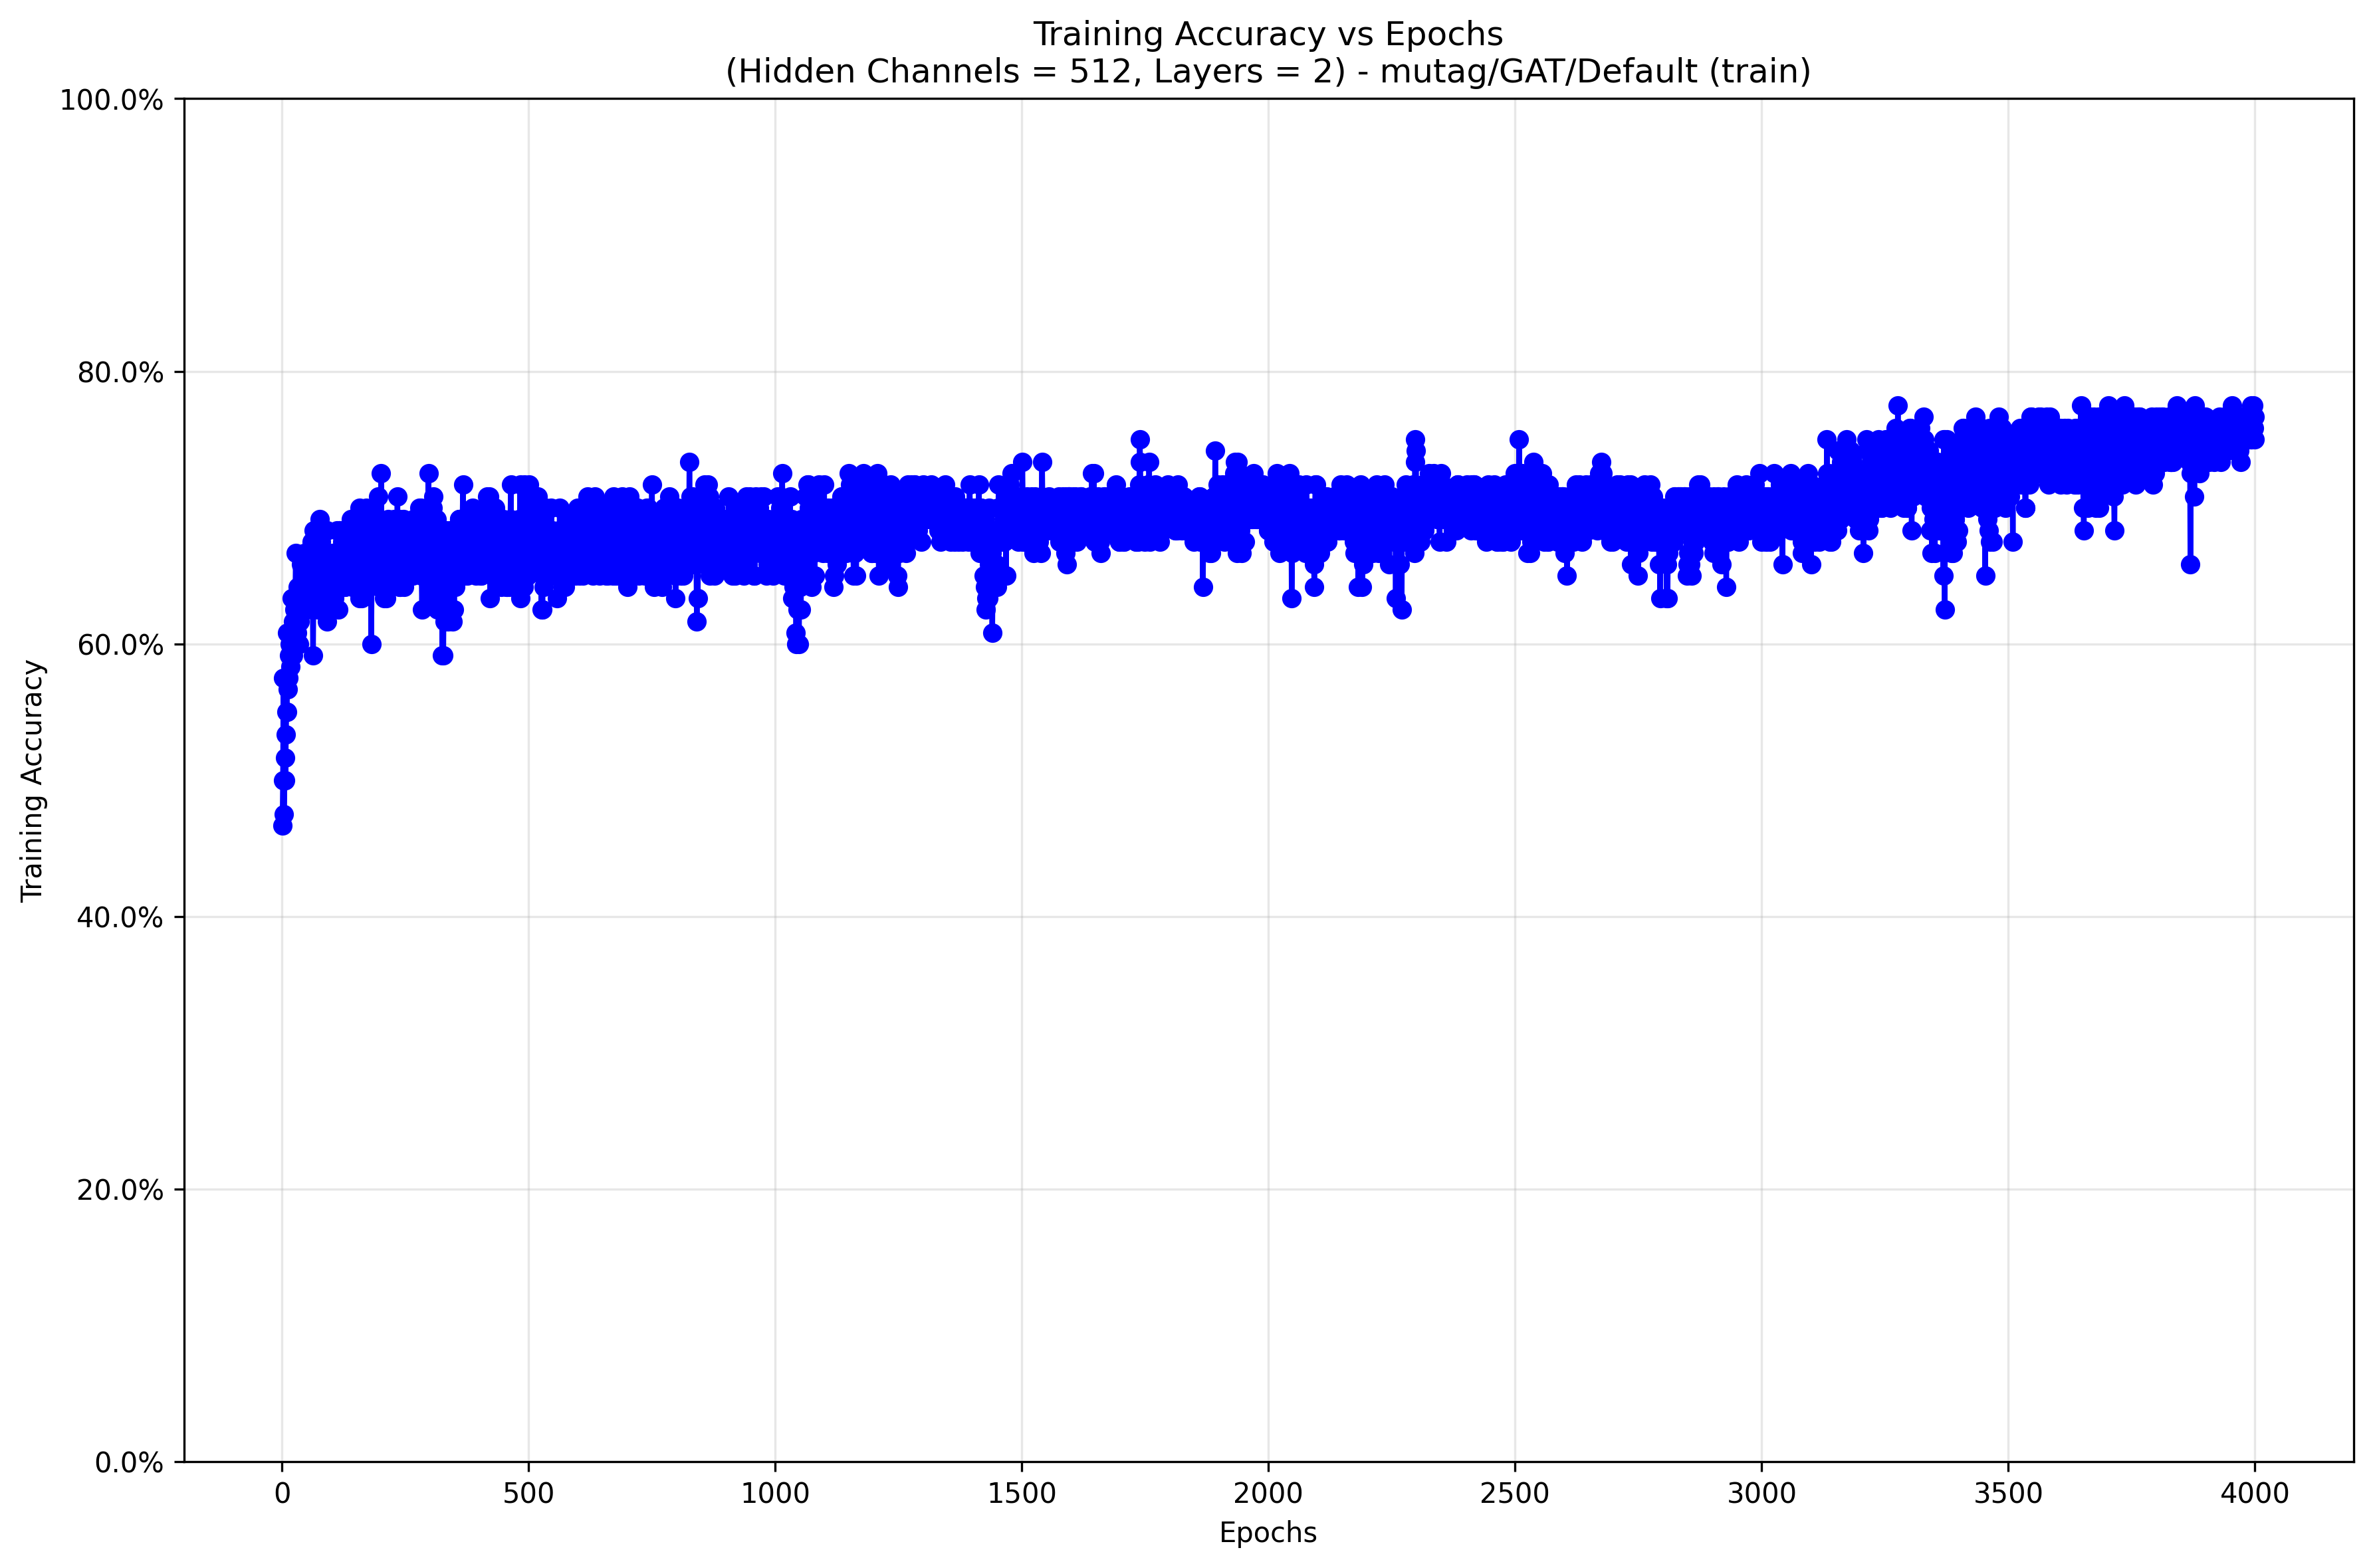 Training Accuracy vs Epochs
(Hidden Channels = 512, Layers = 2) - mutag/GAT/Default (train)
100.0%
80.0%
60.0%
40.0%
20.0%
0.0%
Training Accuracy
0 500 1000 1500 2000 2500 3000 3500 4000
Epochs